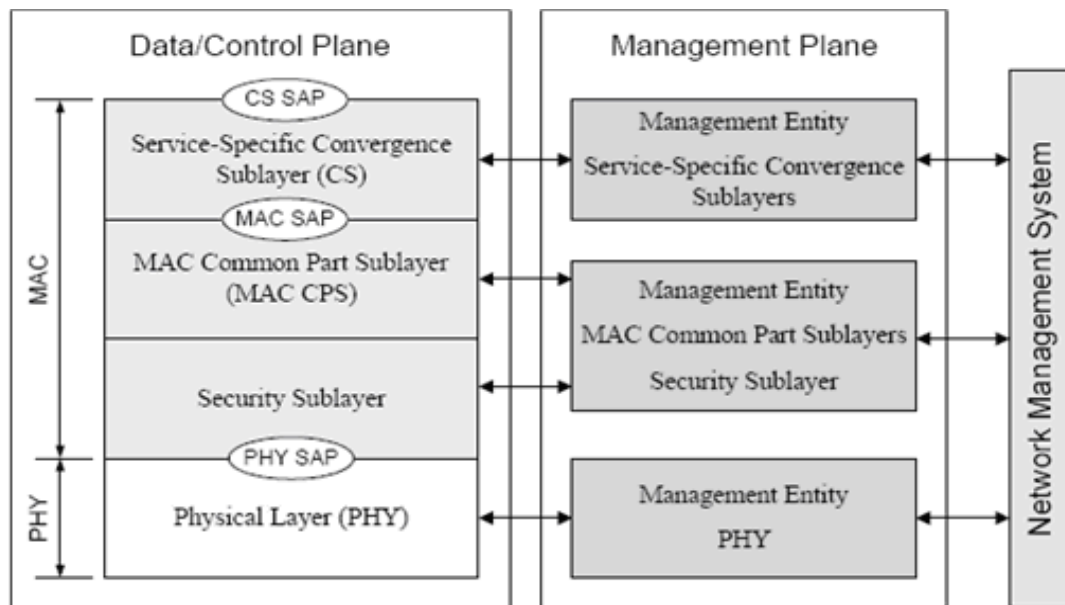 Data/Control Plane
CS SAP
Service-Specific Convergence
Sublayer (CS)
MAC SAP
MAC Common Part Sublayer
(MAC CPS)
Security Sublayer
PHY SAP
Physical Layer (PHY)
MAC
PHY
Management Plane
Management Entity
Service-Specific Convergence
Sublayers
Management Entity
MAC Common Part Sublayers
Security Sublayer
Management Entity
PHY
Network Management System